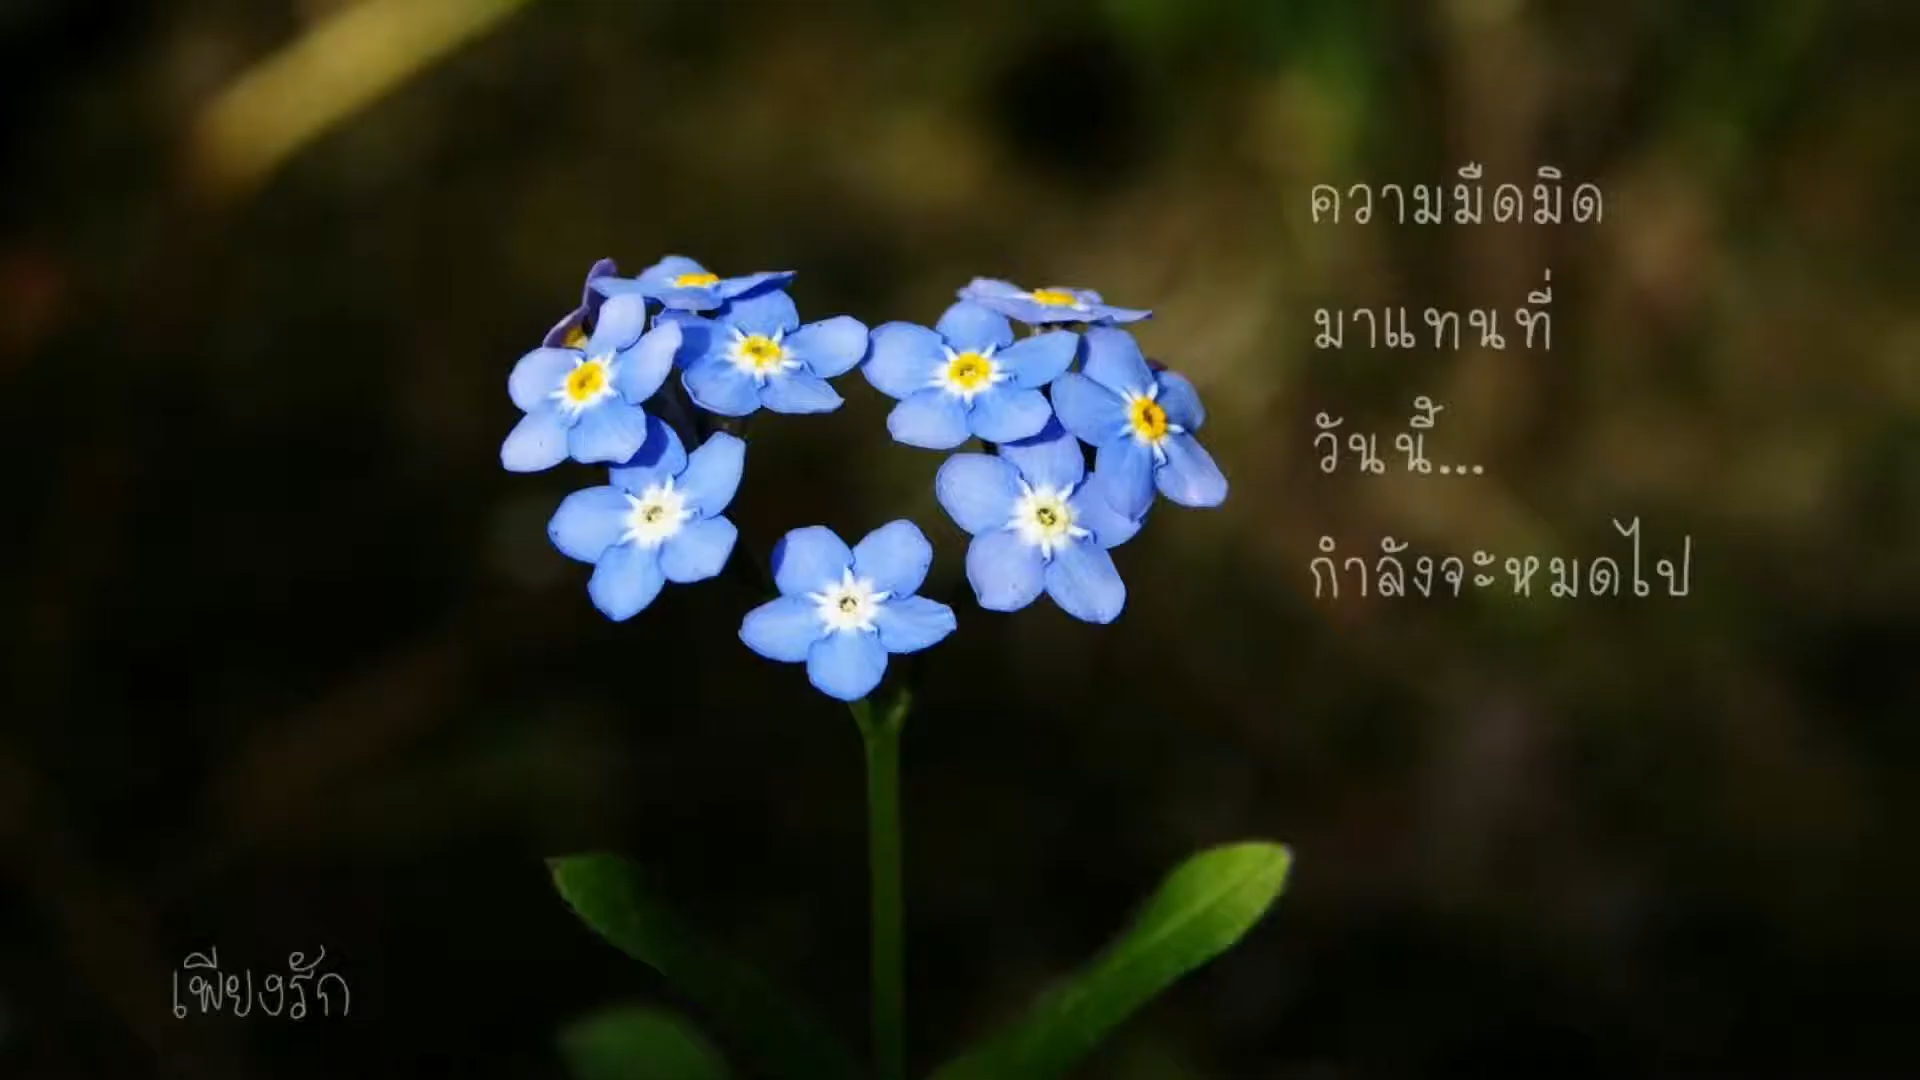 ความมืดมิด
มาแทนที่
วันนี้...
กำลังจะหมดไป
เพียงรัก